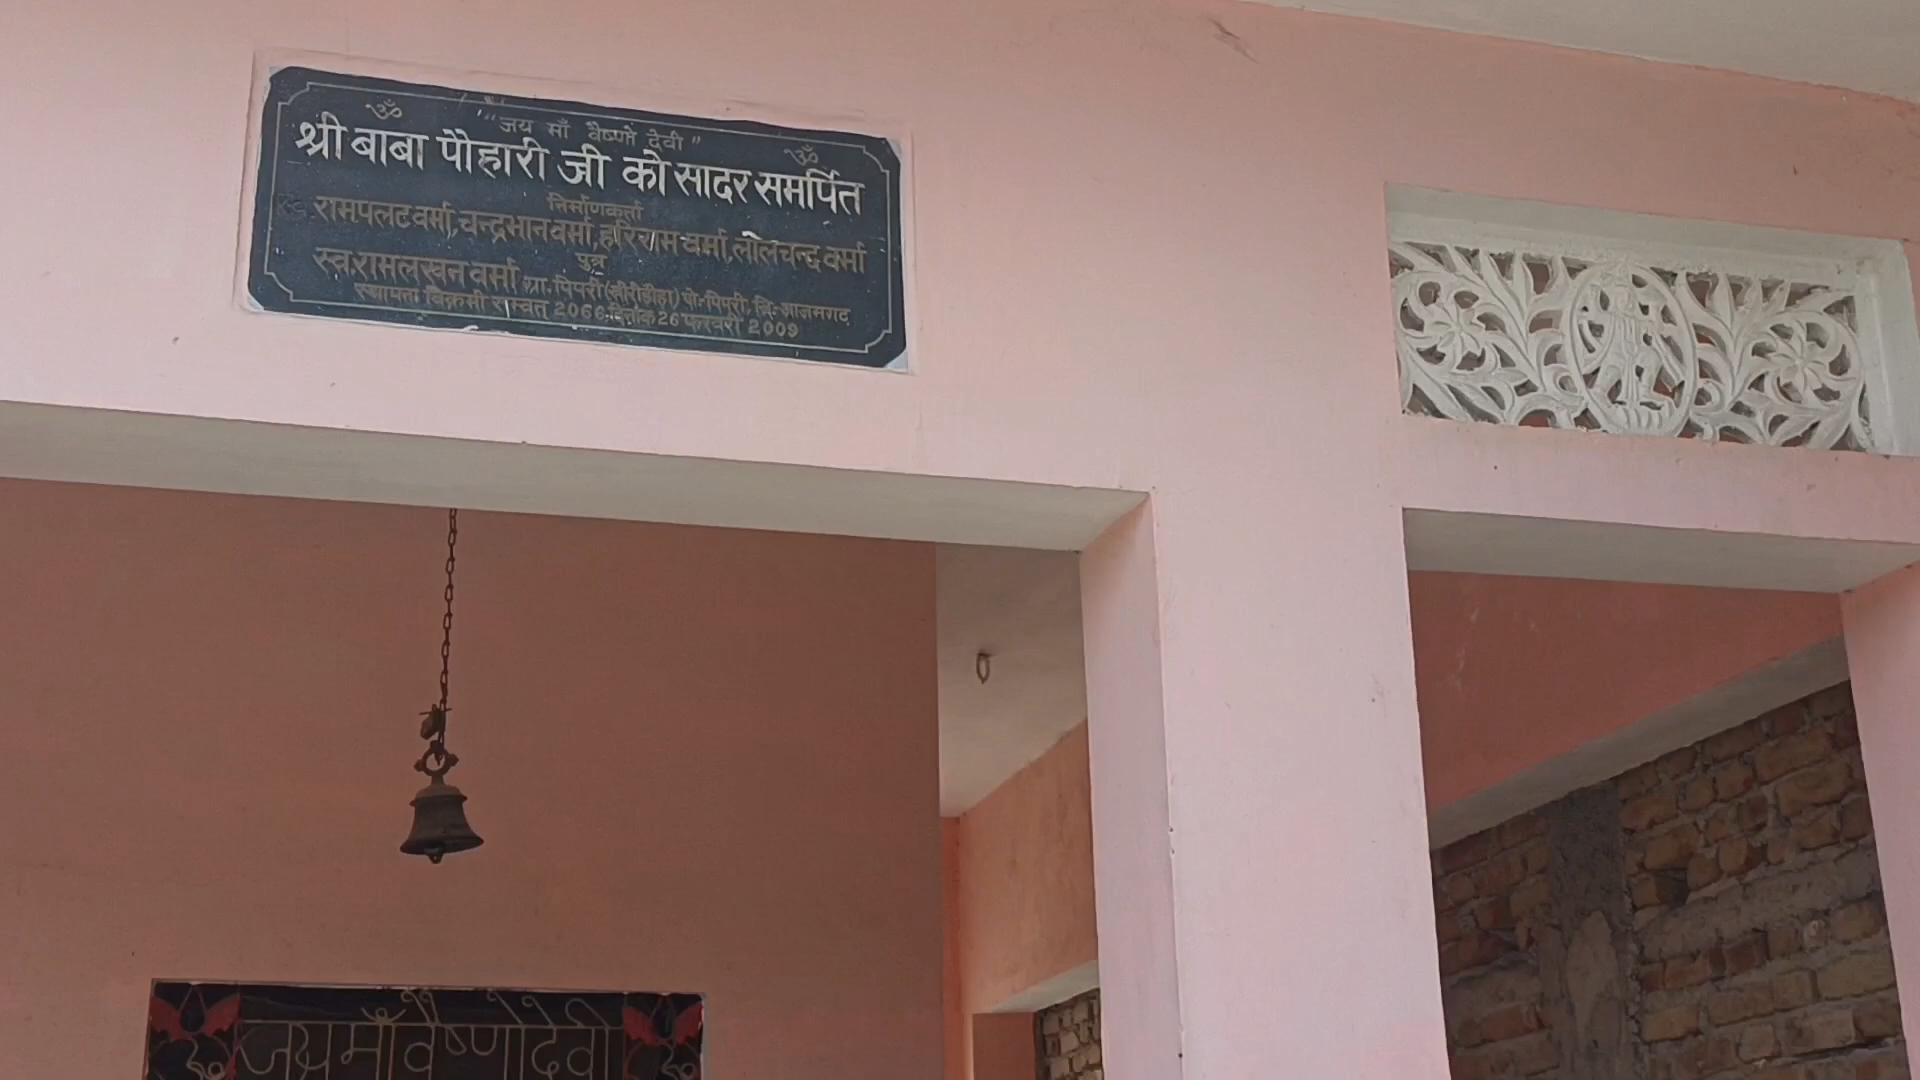 ॐ "जय माँ वैष्णो देवी" ॐ
श्री बाबा पौहारी जी को सादर समर्पित
निर्माणकर्ता
स्व. रामपलट वर्मा, चन्द्रभान वर्मा, हरिराम वर्मा, लालचन्द वर्मा
पुत्र
स्व. रामलखन वर्मा ग्रा.-पिपरी (मीरीडीहा) पो.-पिपरी, जि.-आजमगढ़
स्थापना विक्रमी सम्वत् 2066 दिनांक 26 फरवरी 2009
ॐ जय माँ वैष्णो देवी ॐ